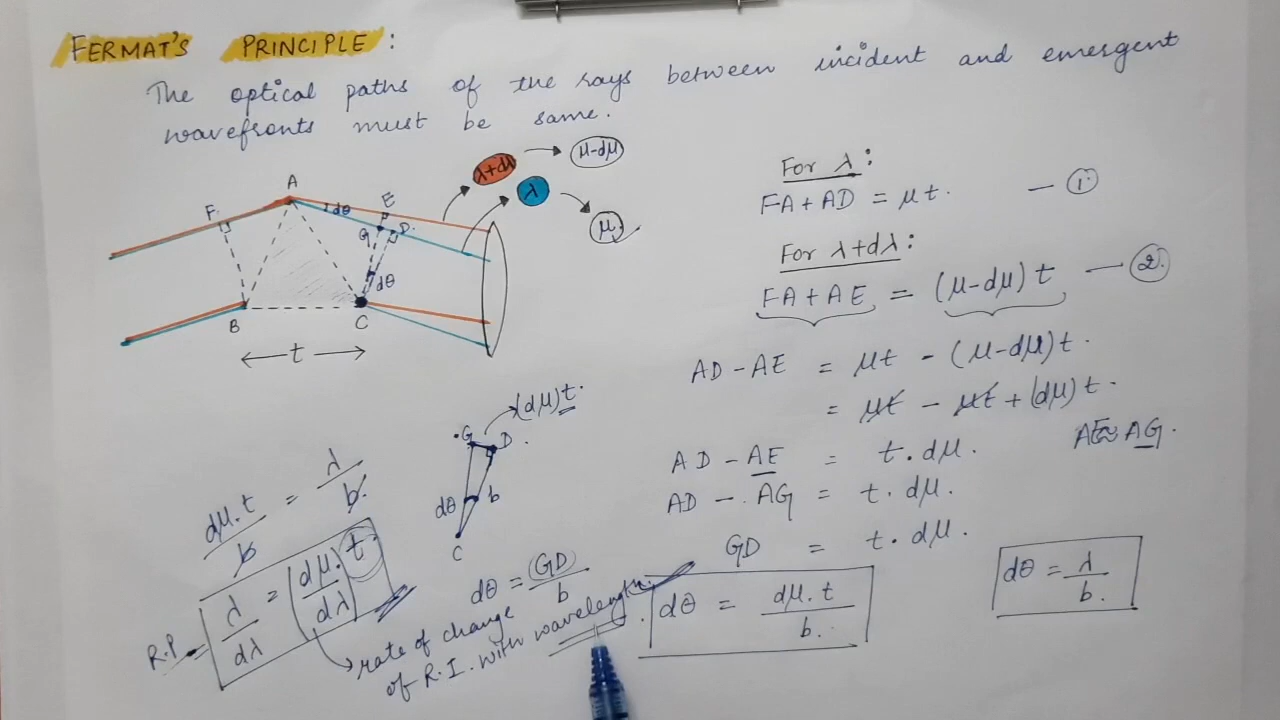 FERMAT'S PRINCIPLE:
The optical paths of the rays between incident and emergent
wavefronts must be same.
λ+dλ → μ-dμ
λ
μ
A
F
dθ
E
G
D
dθ
B
C
t
For λ:
FA + AD = μt. — ①
For λ+dλ:
FA + AE = (μ-dμ) t — ②
AD - AE = μt - (μ-dμ)t.
= μt - μt + (dμ) t.
AD - AE = t.dμ. AE≈AG.
AD - AG = t.dμ.
GD = t.dμ.
dθ = dμ.t / b.
dθ = λ / b.
(dμ)t.
G
D
dθ
b
C
dθ = (GD) / b
dμ.t / b = λ / b.
R.P. = λ / dλ = (dμ. / dλ) t
rate of change
of R.I. with wavelength.